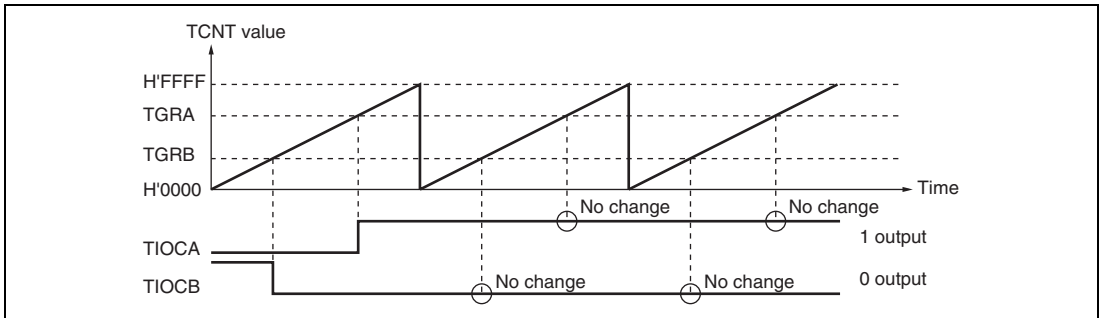 TCNT value
H'FFFF
TGRA
TGRB
H'0000
Time
No change
No change
1 output
TIOCA
No change
No change
0 output
TIOCB